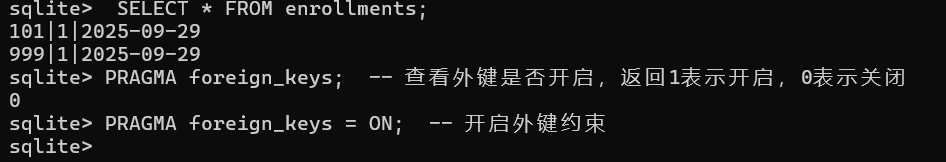 sqlite>  SELECT * FROM enrollments;
101|1|2025-09-29
999|1|2025-09-29
sqlite> PRAGMA foreign_keys;  -- 查看外键是否开启，返回1表示开启，0表示关闭
0
sqlite> PRAGMA foreign_keys = ON;  -- 开启外键约束
sqlite>